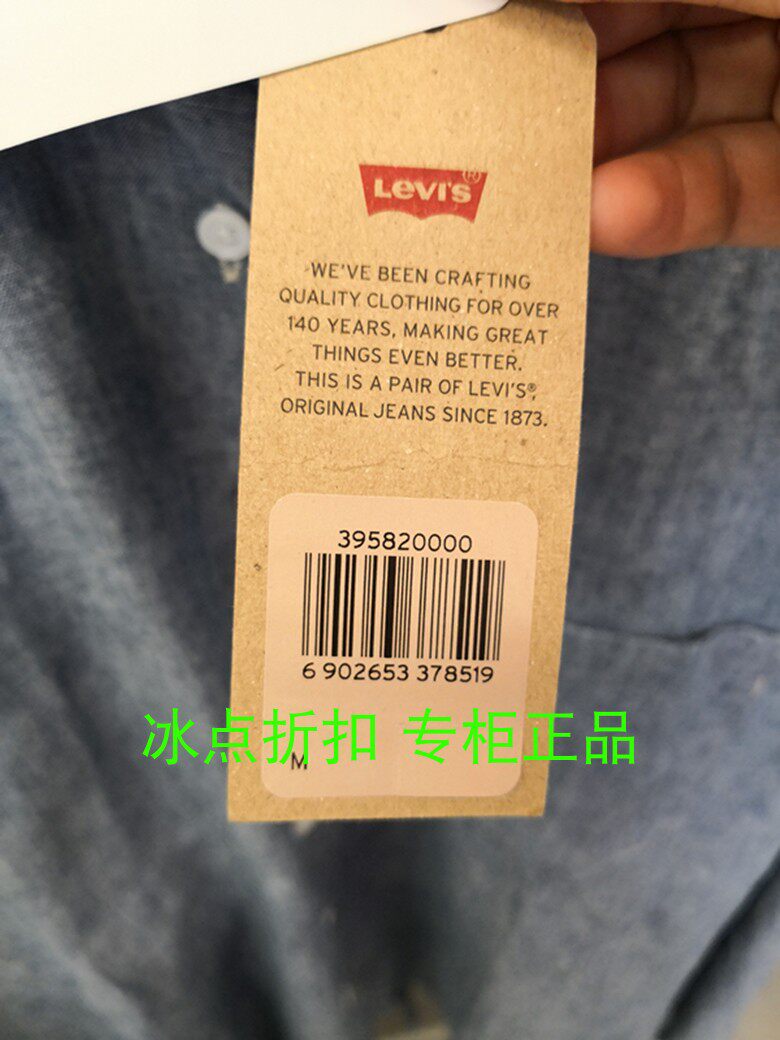 LEVI'S®
WE'VE BEEN CRAFTING
QUALITY CLOTHING FOR OVER
140 YEARS, MAKING GREAT
THINGS EVEN BETTER.
THIS IS A PAIR OF LEVI'S®,
ORIGINAL JEANS SINCE 1873.
395820000
6 902653 378519
冰点折扣 专柜正品
M